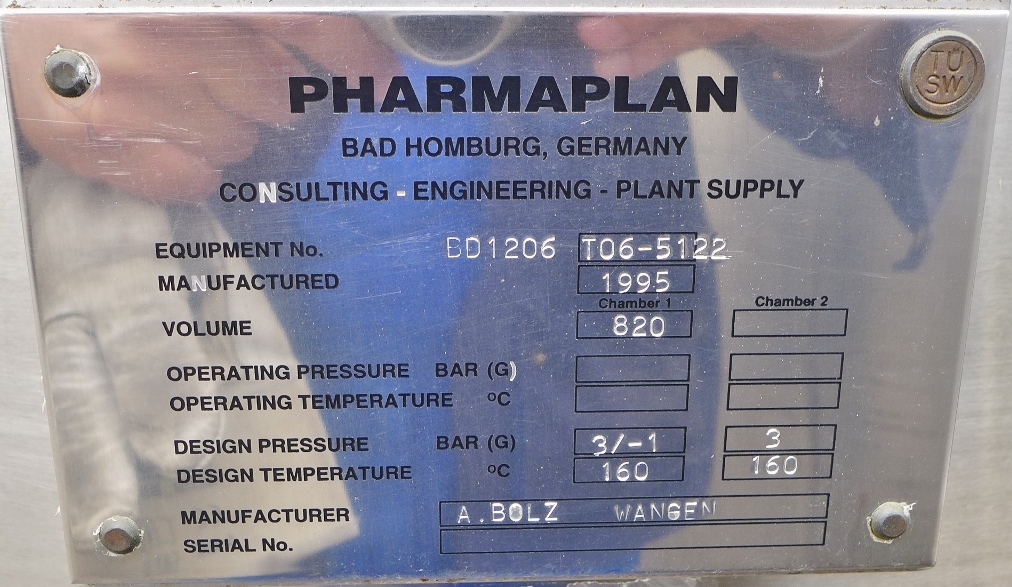 TÜ
SW
PHARMAPLAN
BAD HOMBURG, GERMANY
CONSULTING - ENGINEERING - PLANT SUPPLY
EQUIPMENT No. BD1206 T06-5122
MANUFACTURED 1995
Chamber 1 Chamber 2
VOLUME 820
OPERATING PRESSURE BAR (G)
OPERATING TEMPERATURE °C
DESIGN PRESSURE BAR (G) 3/-1 3
DESIGN TEMPERATURE °C 160 160
MANUFACTURER A.BOLZ WANGEN
SERIAL No.